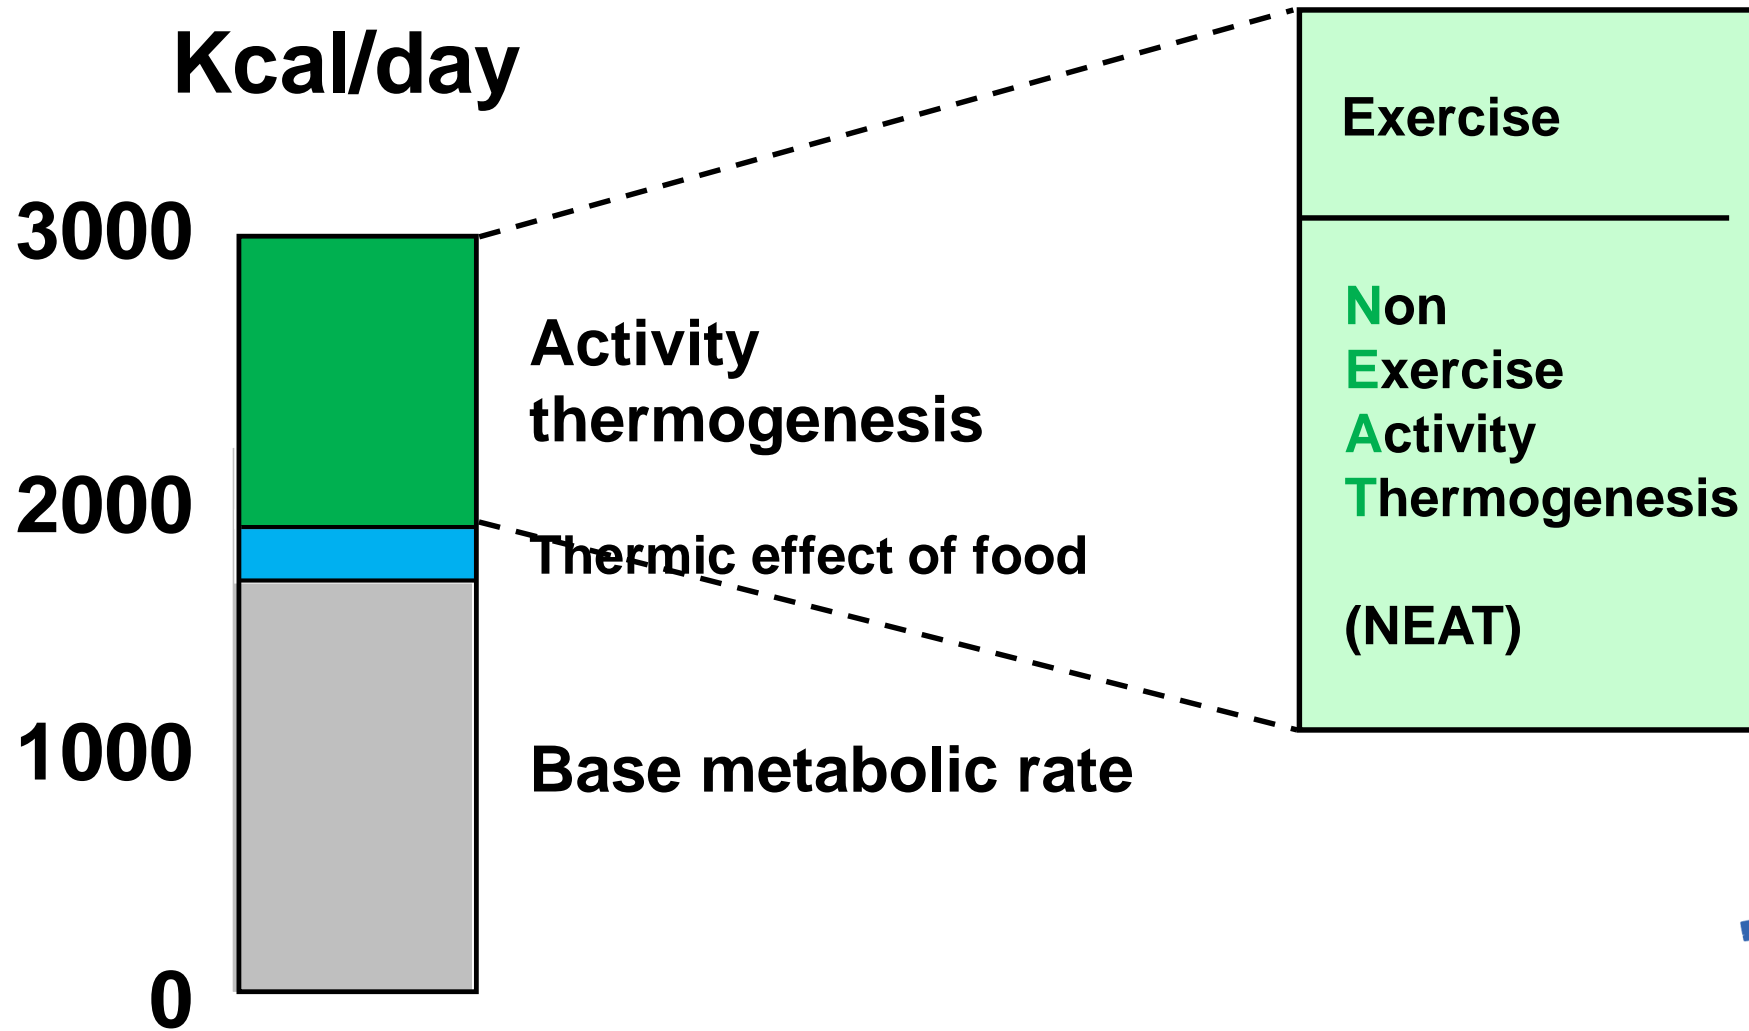 Kcal/day
3000
2000
1000
0
Activity
thermogenesis
Thermic effect of food
Base metabolic rate
Exercise
Non
Exercise
Activity
Thermogenesis
(NEAT)